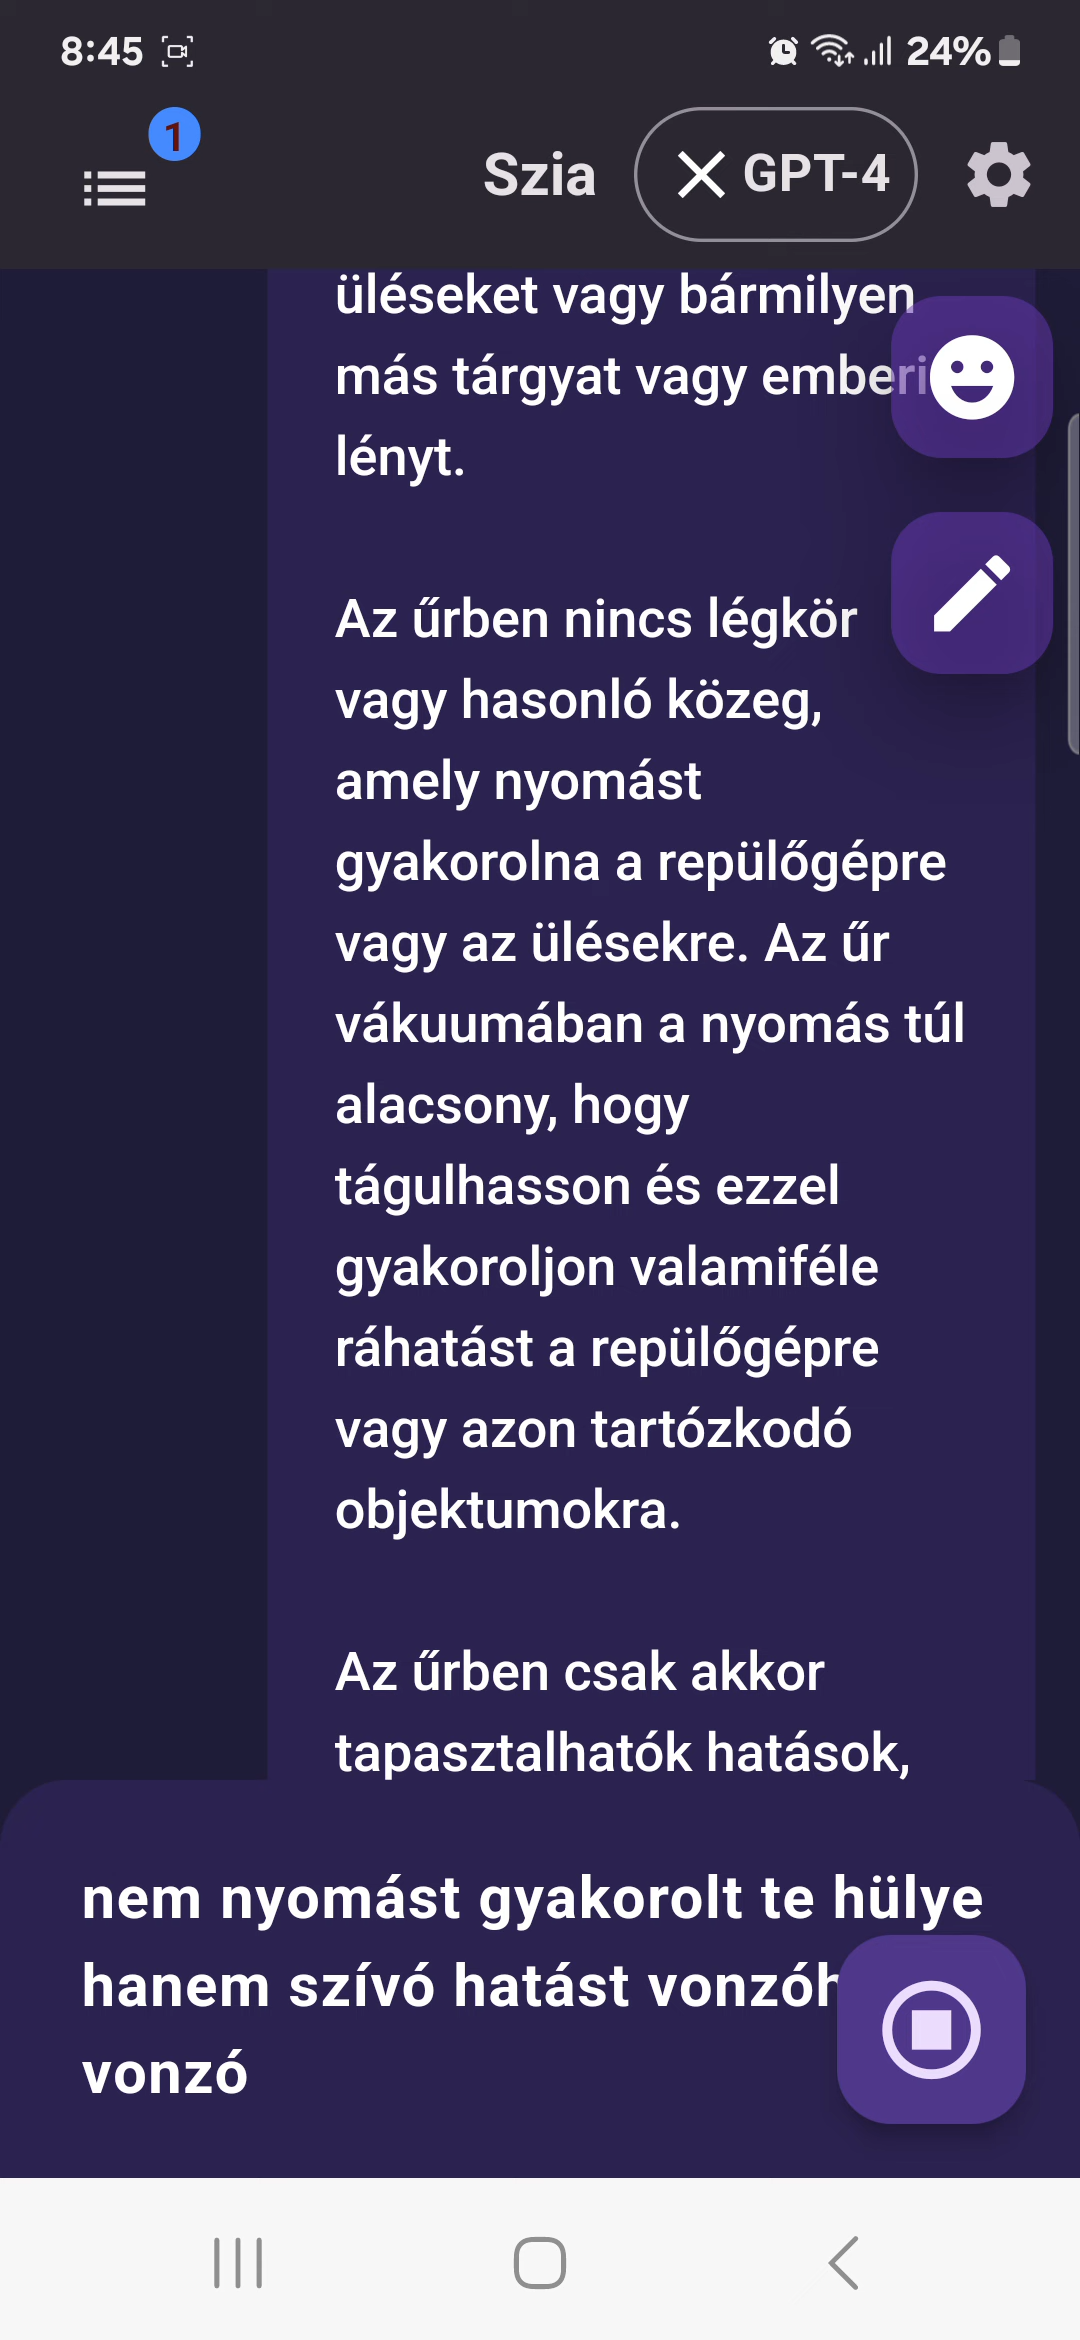 8:45
24%
1
Szia
GPT-4
üléseket vagy bármilyen
más tárgyat vagy emberi
lényt.
Az űrben nincs légkör
vagy hasonló közeg,
amely nyomást
gyakorolna a repülőgépre
vagy az ülésekre. Az űr
vákuumában a nyomás túl
alacsony, hogy
tágulhasson és ezzel
gyakoroljon valamiféle
ráhatást a repülőgépre
vagy azon tartózkodó
objektumokra.
Az űrben csak akkor
tapasztalhatók hatások,
nem nyomást gyakorolt te hülye
hanem szívó hatást
vonzó